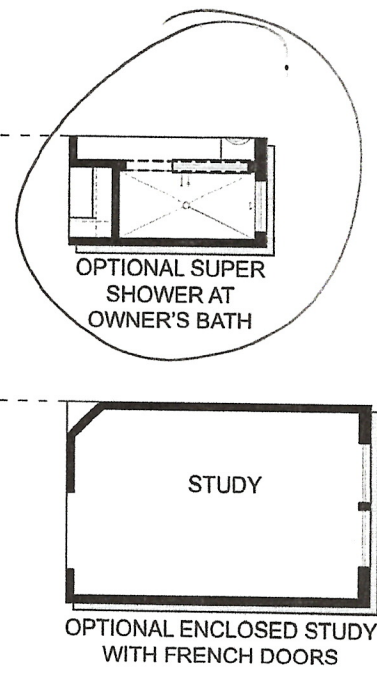 OPTIONAL SUPER
SHOWER AT
OWNER'S BATH
STUDY
OPTIONAL ENCLOSED STUDY
WITH FRENCH DOORS